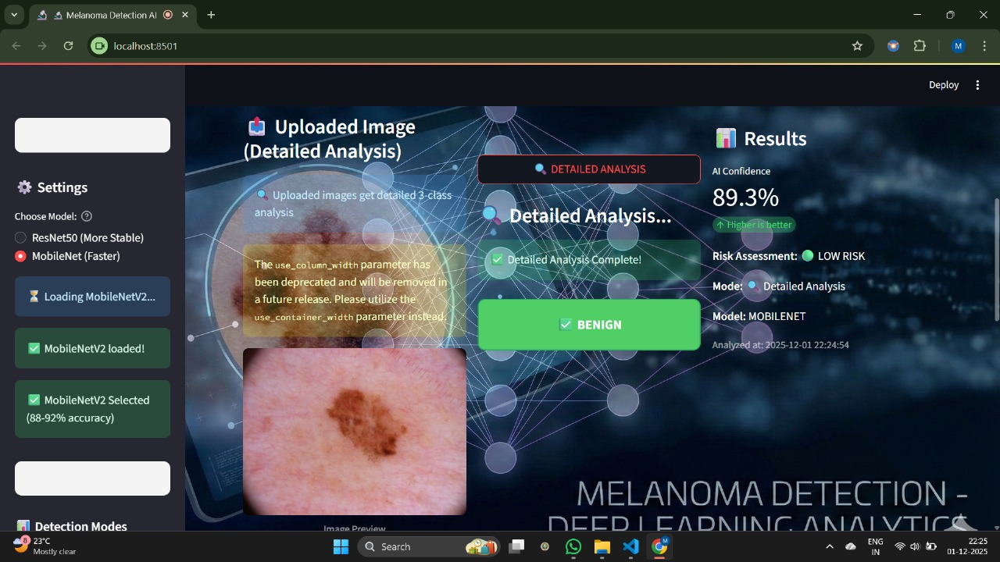 Melanoma Detection AI
localhost:8501
M
Deploy
Settings
Choose Model:
ResNet50 (More Stable)
MobileNet (Faster)
Loading MobileNetV2...
MobileNetV2 loaded!
MobileNetV2 Selected
(88-92% accuracy)
Detection Modes
Uploaded Image
(Detailed Analysis)
Uploaded images get detailed 3-class
analysis
The use_column_width parameter has
been deprecated and will be removed in
a future release. Please utilize the
use_container_width parameter instead.
Image Preview
DETAILED ANALYSIS
Detailed Analysis...
Detailed Analysis Complete!
BENIGN
Results
AI Confidence
89.3%
↑ Higher is better
Risk Assessment: LOW RISK
Mode: Detailed Analysis
Model: MOBILENET
Analyzed at: 2025-12-01 22:24:54
MELANOMA DETECTION -
DEEP LEARNING ANALYTICS
8
23°C
Mostly clear
Search
M
ENG
IN
22:25
01-12-2025